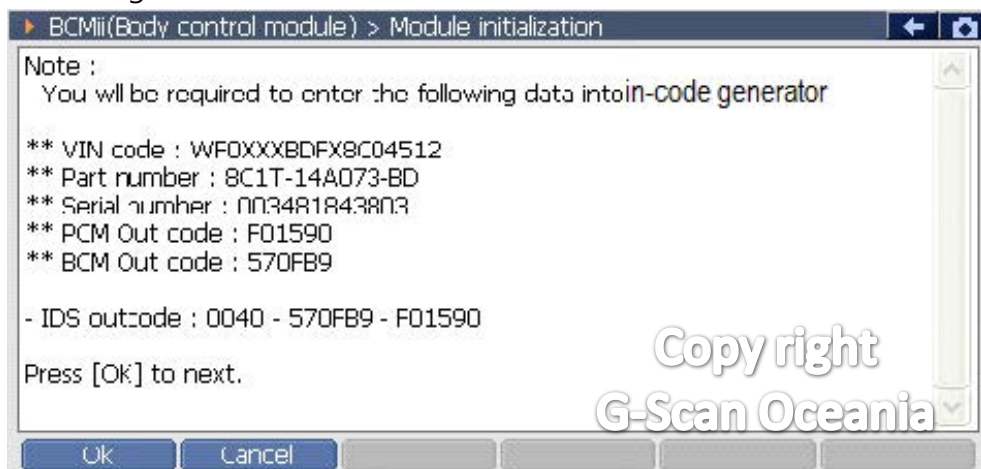 BCMii(Body control module) > Module initialization
Note :
You will be required to enter the following data into in-code generator
** VIN code : WF0XXXBDFX8C04512
** Part number : 8C1T-14A073-BD
** Serial number : 003481843803
** PCM Out code : F01590
** BCM Out code : 570FB9
- IDS outcode : 0040 - 570FB9 - F01590
Press [OK] to next.
Copy right
G-Scan Oceania
Ok Cancel